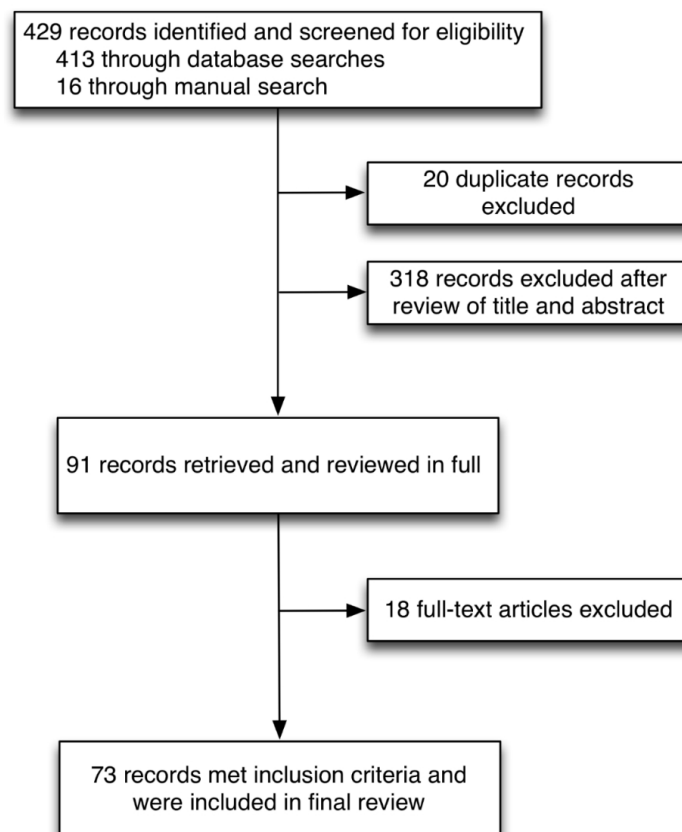 429 records identified and screened for eligibility
413 through database searches
16 through manual search
20 duplicate records
excluded
318 records excluded after
review of title and abstract
91 records retrieved and reviewed in full
18 full-text articles excluded
73 records met inclusion criteria and
were included in final review